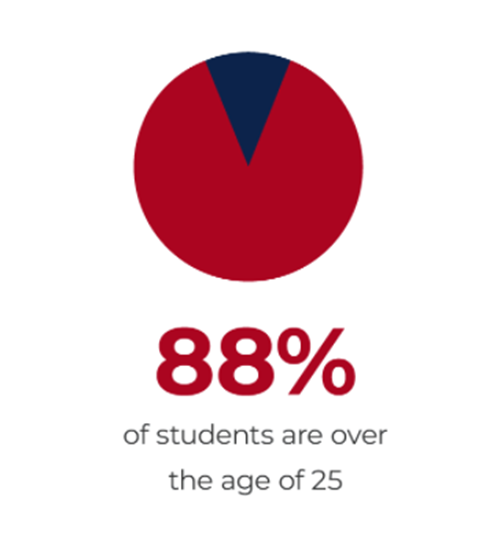 88%
of students are over
the age of 25